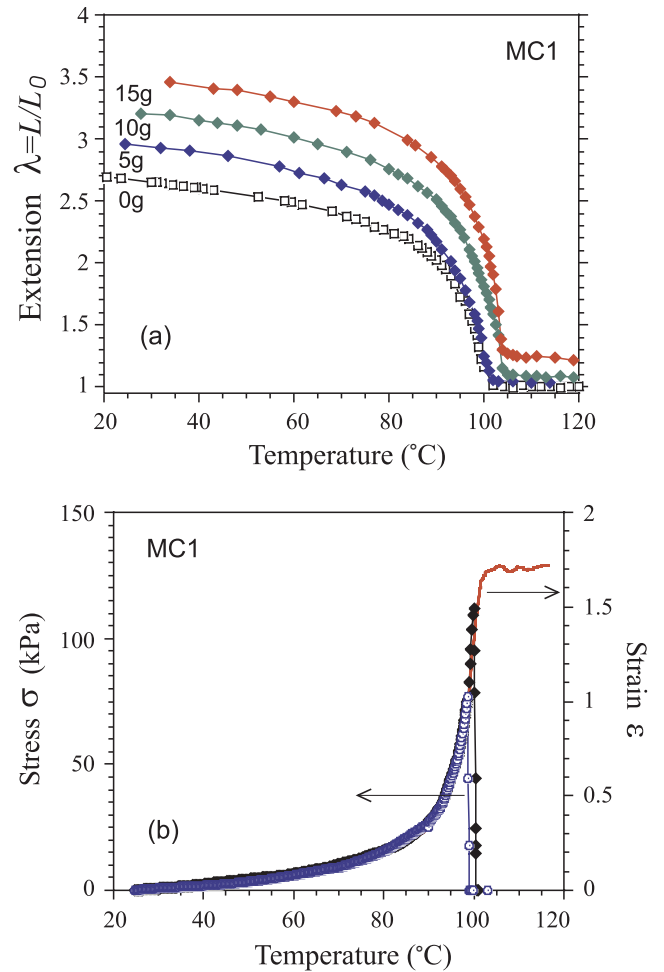 4
MC1
3.5
15g
3
10g
5g
2.5
0g
2
1.5
(a)
1
20 40 60 80 100 120
Extension λ=L/L0
Temperature (˚C)
150
2
MC1
100
1.5
1
50
0.5
(b)
0
0
20 40 60 80 100 120
Stress σ (kPa)
Strain ε
Temperature (˚C)